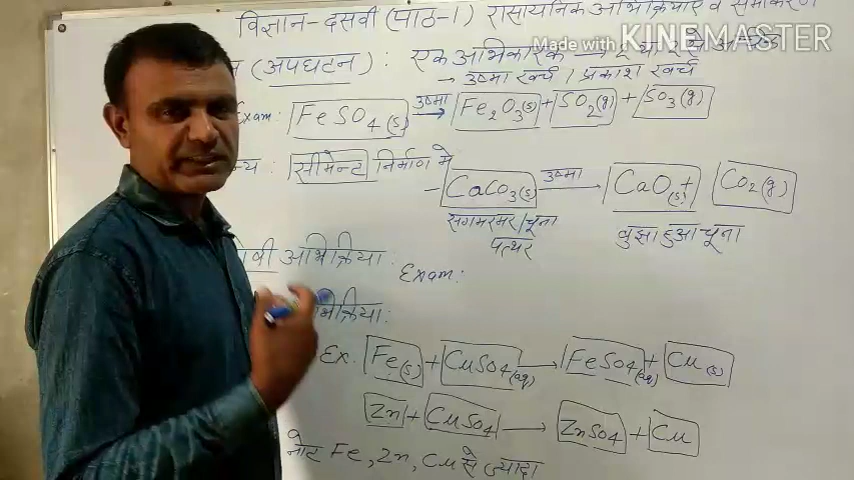 विज्ञान-दसवीं (पाठ-1) रासायनिक अभिक्रियाएं व समीकरण
Made with KINEMASTER
(अपघटन) : एक अभिकारक →
→ ऊष्मा खर्च / प्रकाश खर्च
Exam: FeSO4(s) ऊष्मा→ Fe2O3(s) + SO2(g) + SO3(g)
सीमेन्ट निर्माण में
- CaCO3(s) ऊष्मा→ CaO(s) + CO2(g)
संगमरमर/चूना पत्थर
बुझा हुआ चूना
अभिक्रिया:
Exam:
Ex. Fe(s) + CuSO4(aq) → FeSO4(aq) + Cu(s)
Zn + CuSO4 → ZnSO4 + Cu
नोट Fe, Zn, Cu से ज्यादा